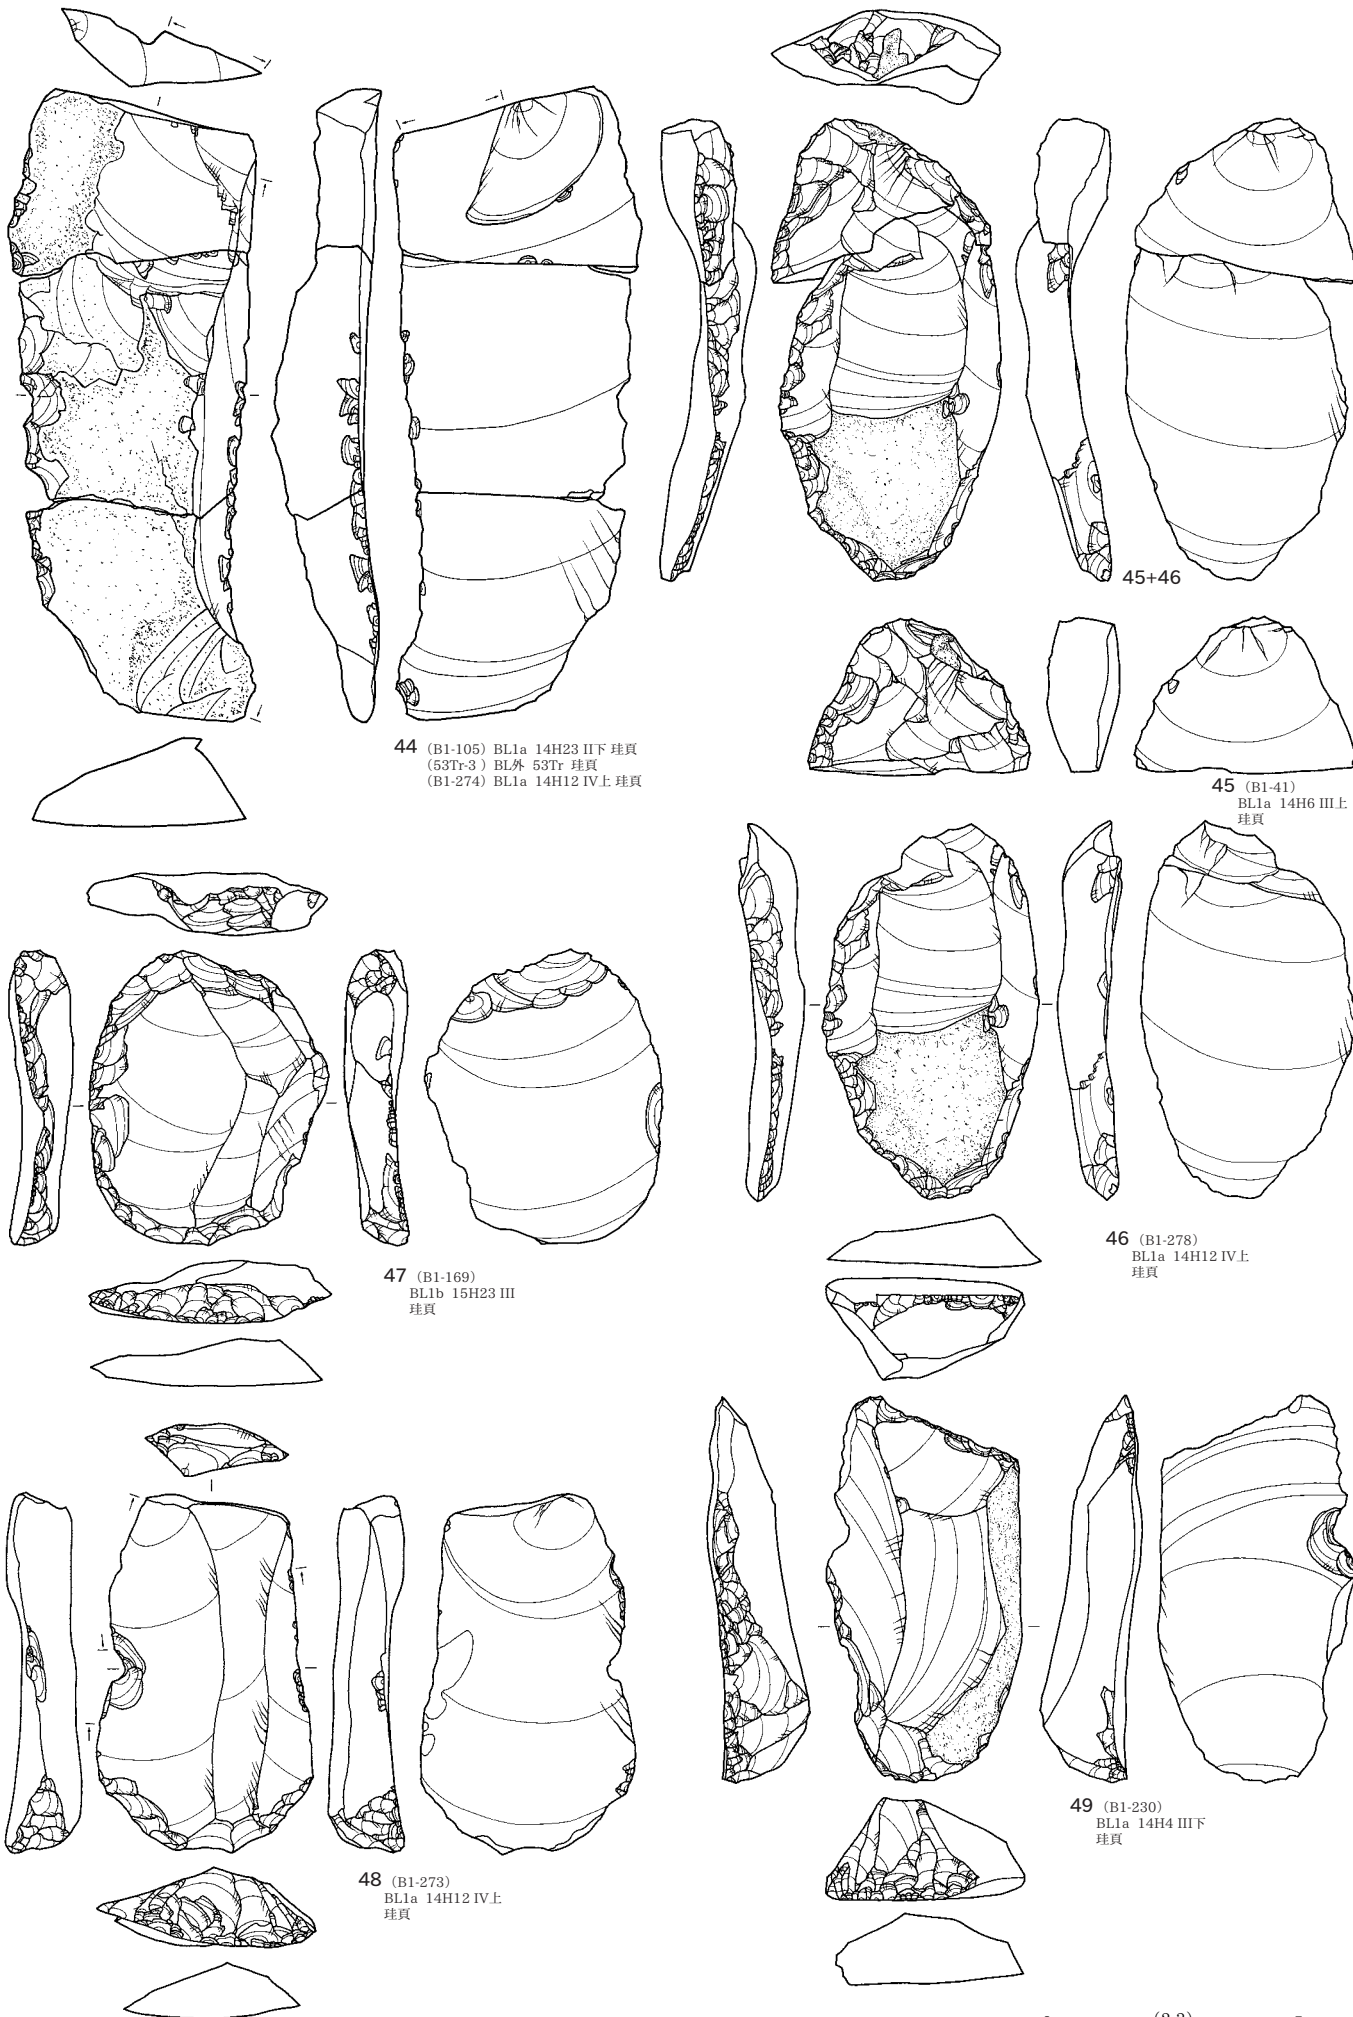 45+46
44 (B1-105) BL1a 14H23 II下 珪頁
(53Tr-3 ) BL外 53Tr 珪頁
(B1-274) BL1a 14H12 IV上 珪頁
45 (B1-41)
BL1a 14H6 III上
珪頁
46 (B1-278)
BL1a 14H12 IV上
珪頁
47 (B1-169)
BL1b 15H23 III
珪頁
49 (B1-230)
BL1a 14H4 III下
珪頁
48 (B1-273)
BL1a 14H12 IV上
珪頁